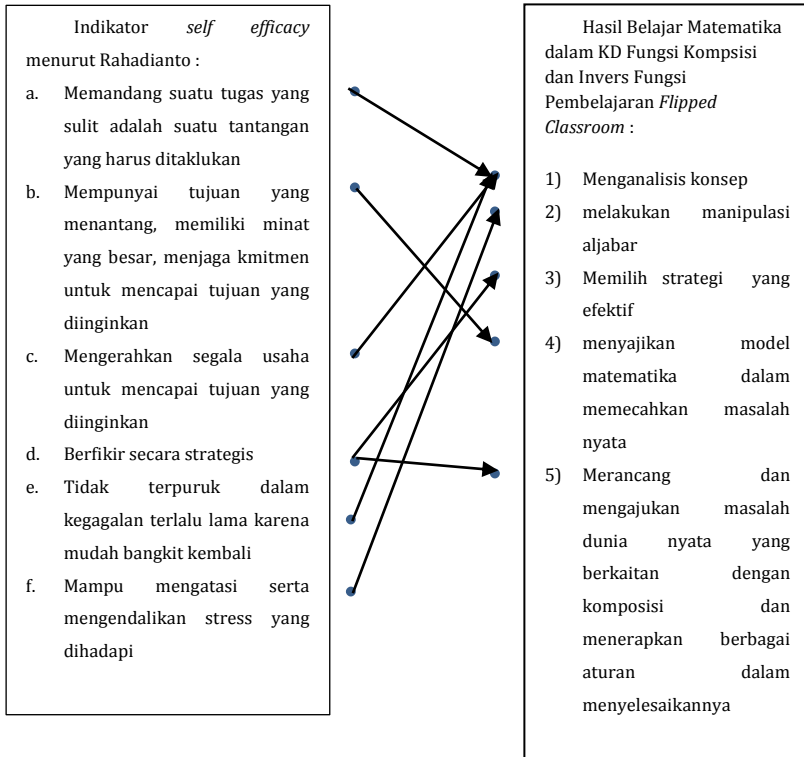 Indikator self efficacy
menurut Rahadianto :
a. Memandang suatu tugas yang
sulit adalah suatu tantangan
yang harus ditaklukan
b. Mempunyai tujuan yang
menantang, memiliki minat
yang besar, menjaga kmitmen
untuk mencapai tujuan yang
diinginkan
c. Mengerahkan segala usaha
untuk mencapai tujuan yang
diinginkan
d. Berfikir secara strategis
e. Tidak terpuruk dalam
kegagalan terlalu lama karena
mudah bangkit kembali
f. Mampu mengatasi serta
mengendalikan stress yang
dihadapi
Hasil Belajar Matematika
dalam KD Fungsi Kompsisi
dan Invers Fungsi
Pembelajaran Flipped
Classroom :
1) Menganalisis konsep
2) melakukan manipulasi
aljabar
3) Memilih strategi yang
efektif
4) menyajikan model
matematika dalam
memecahkan masalah
nyata
5) Merancang dan
mengajukan masalah
dunia nyata yang
berkaitan dengan
komposisi dan
menerapkan berbagai
aturan dalam
menyelesaikannya